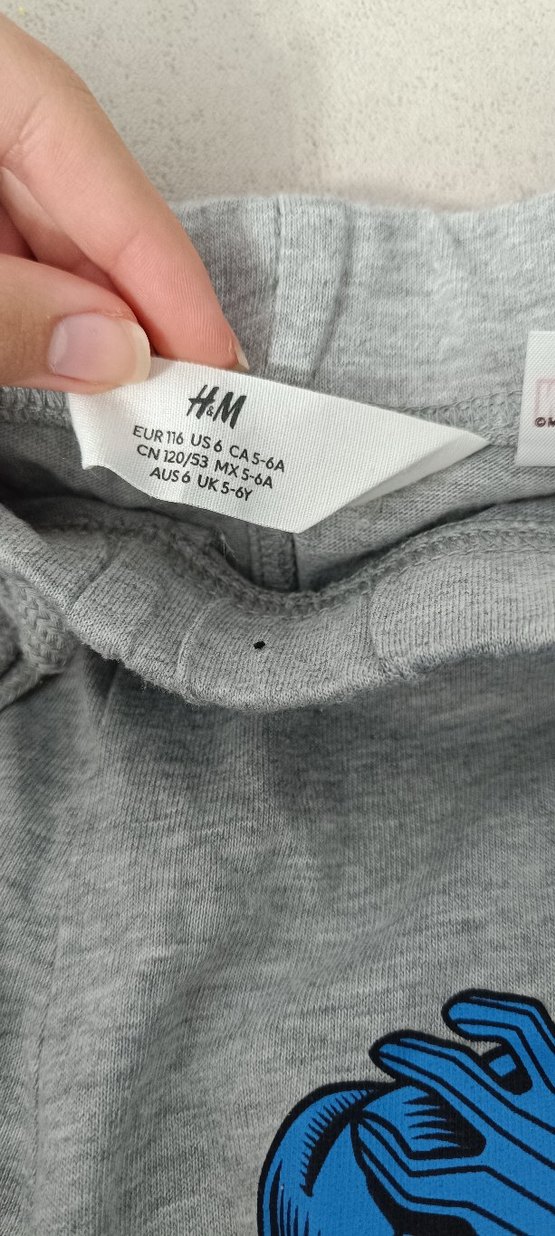 H&M
EUR 116 US 6 CA 5-6A
CN 120/53 MX 5-6A
AUS 6 UK 5-6Y
©M